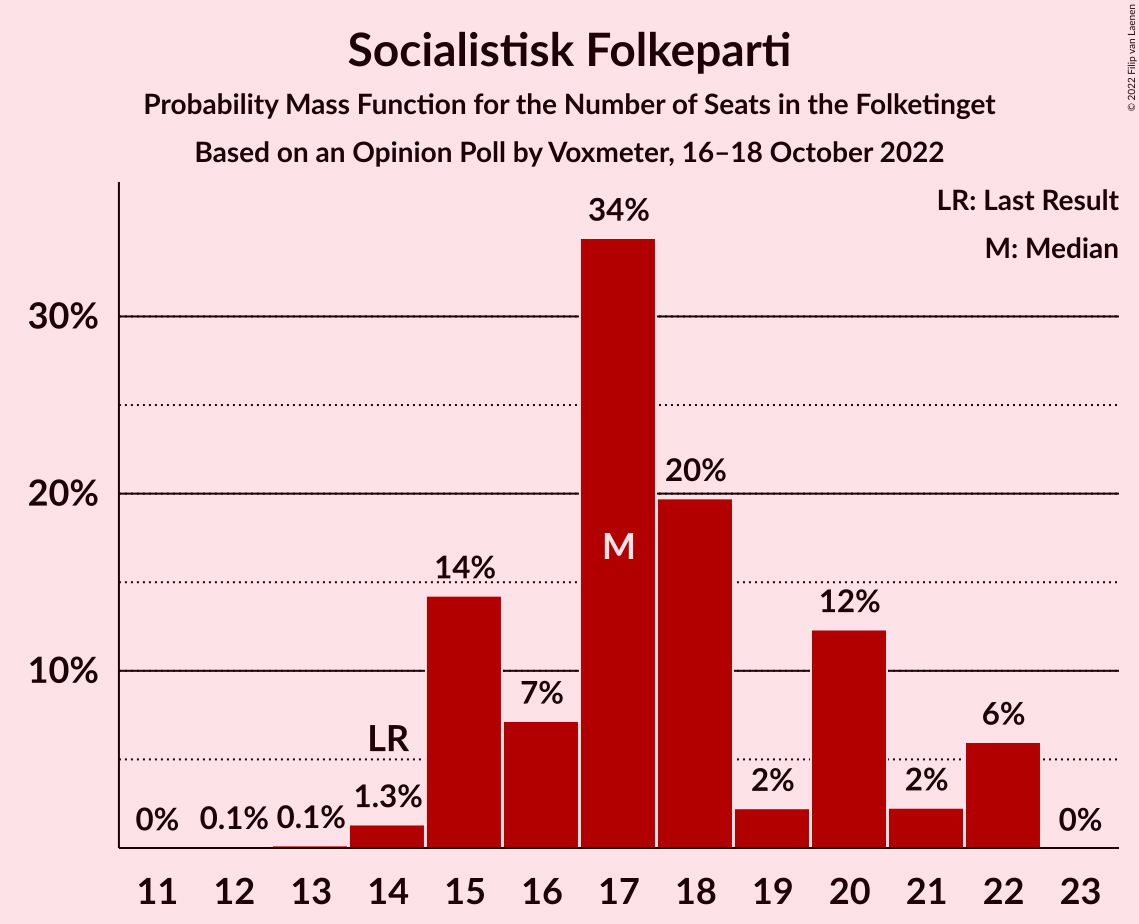 Socialistisk Folkeparti
Probability Mass Function for the Number of Seats in the Folketinget
Based on an Opinion Poll by Voxmeter, 16–18 October 2022
© 2022 Filip van Laenen
LR: Last Result
M: Median
34%
30%
20%
20%
M
14%
12%
10%
7%
6%
LR
2%
2%
1.3%
0%
0.1%
0.1%
0%
11 12 13 14 15 16 17 18 19 20 21 22 23